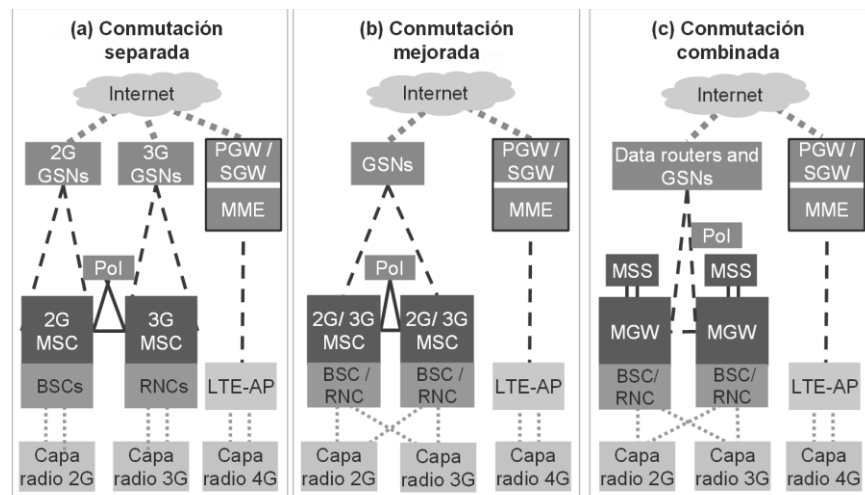 (a) Conmutación
separada
Internet
2G
GSNs
3G
GSNs
PGW /
SGW
MME
PoI
2G
MSC
3G
MSC
BSCs
RNCs
LTE-AP
Capa
radio 2G
Capa
radio 3G
Capa
radio 4G
(b) Conmutación
mejorada
Internet
GSNs
PGW /
SGW
MME
PoI
2G/ 3G
MSC
2G/ 3G
MSC
BSC /
RNC
BSC /
RNC
LTE-AP
Capa
radio 2G
Capa
radio 3G
Capa
radio 4G
(c) Conmutación
combinada
Internet
Data routers and
GSNs
PGW /
SGW
MME
PoI
MSS
MSS
MGW
MGW
BSC/
RNC
BSC/
RNC
LTE-AP
Capa
radio 2G
Capa
radio 3G
Capa
radio 4G